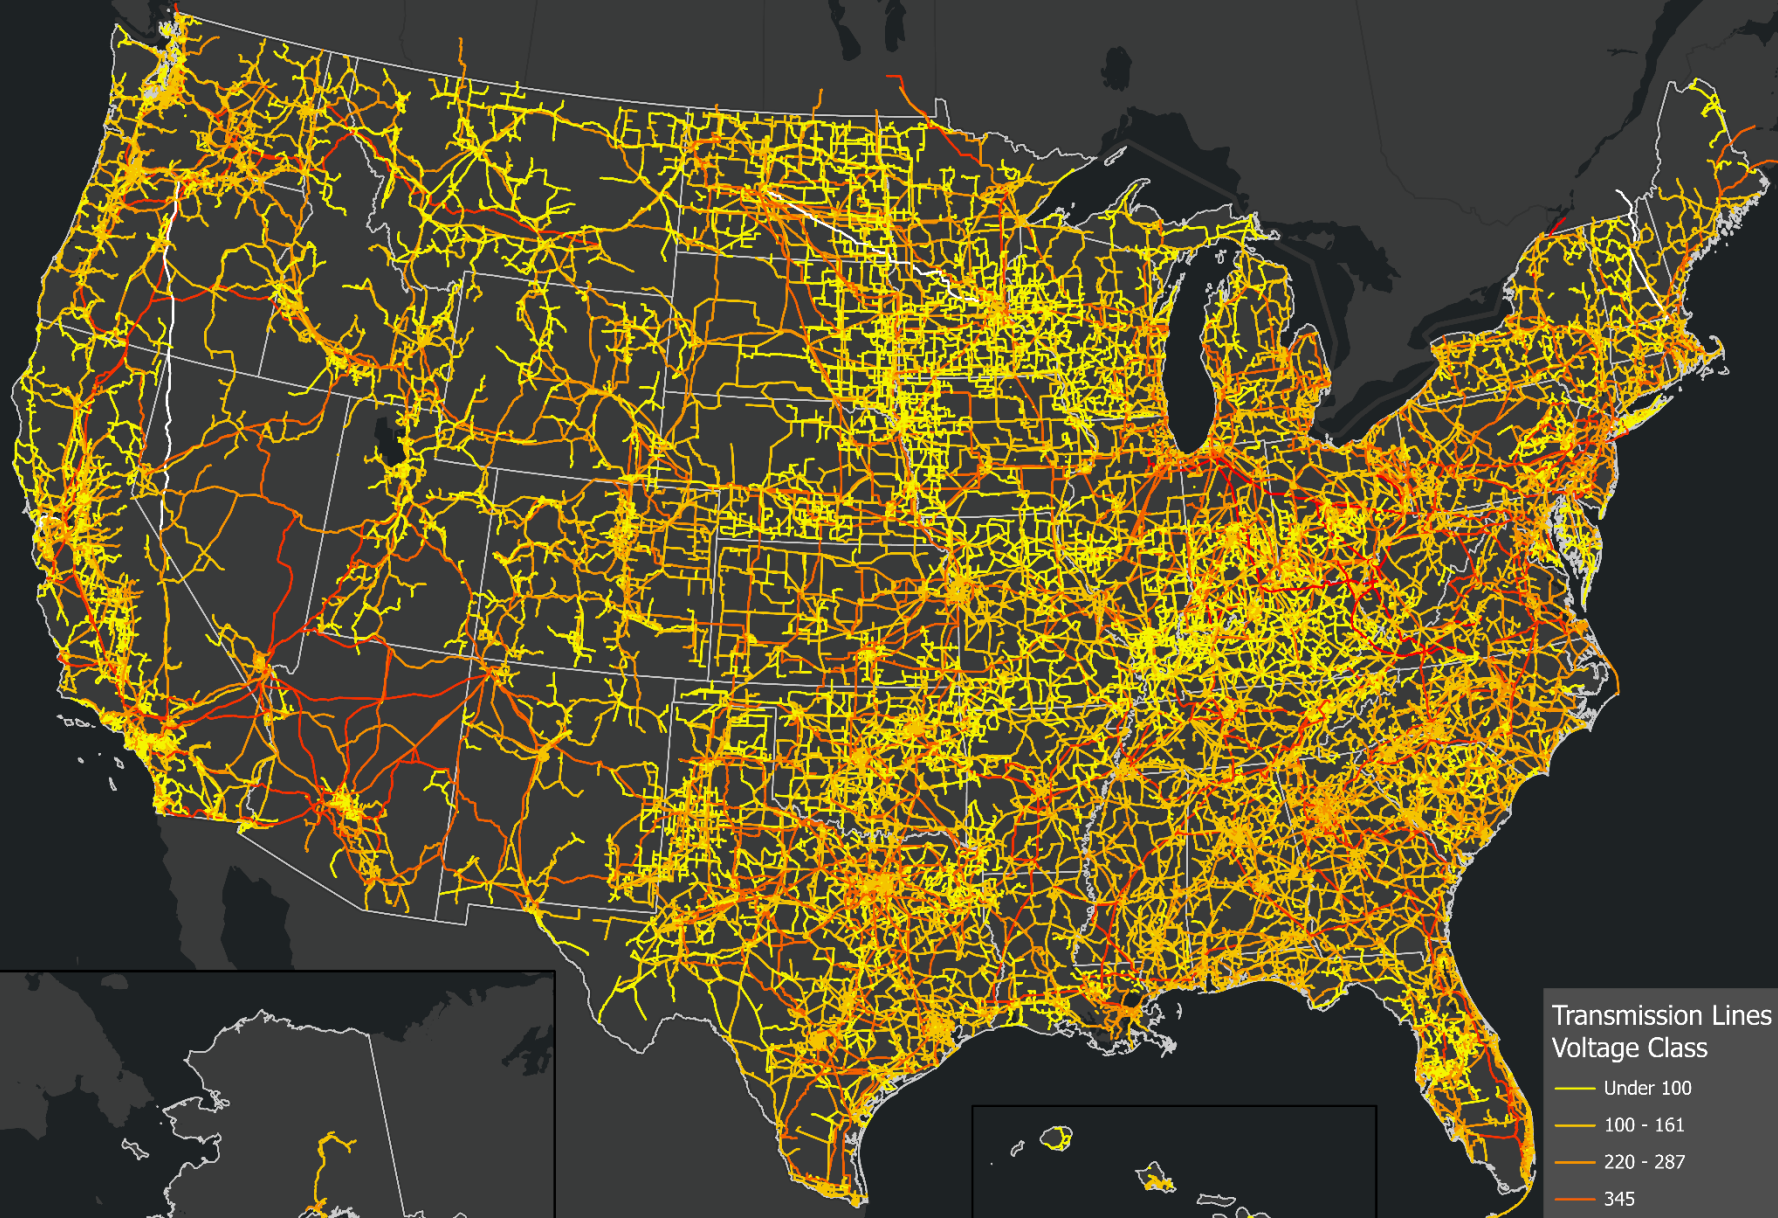 Transmission Lines
Voltage Class
Under 100
100 - 161
220 - 287
345